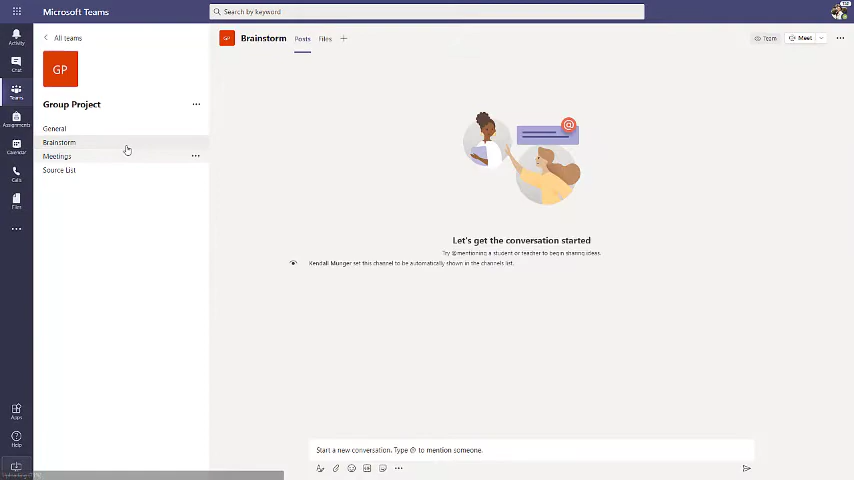 Microsoft Teams
Search by keyword
Activity
Chat
Teams
Assignments
Calendar
Calls
Files
Apps
Help
All teams
GP
Group Project
General
Brainstorm
Meetings
Source List
GP
Brainstorm
Posts
Files
Team
Meet
@
Let's get the conversation started
Try @mentioning a student or teacher to begin sharing ideas.
Kendall Munger set this channel to be automatically shown in the channels list.
Start a new conversation. Type @ to mention someone.
GIF